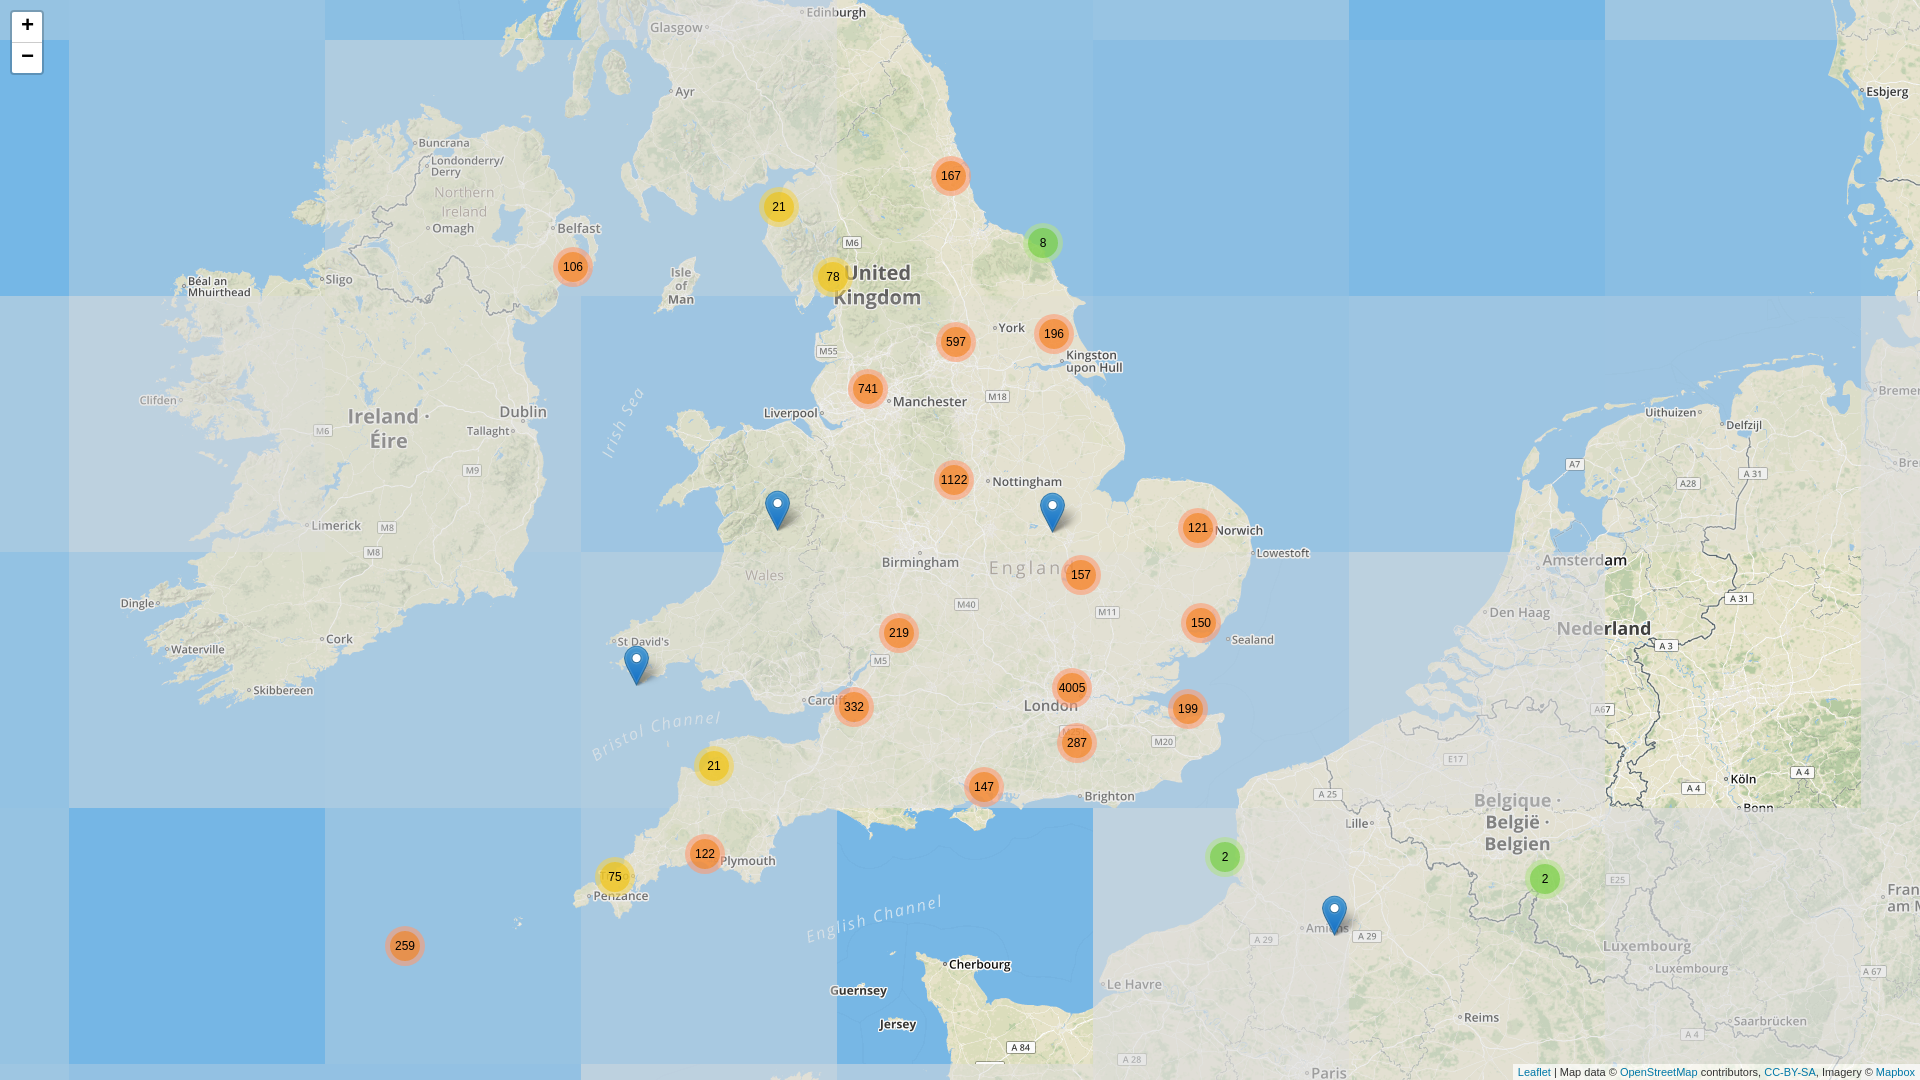 +
−
Edinburgh
Glasgow
Ayr
Esbjerg
Buncrana
Londonderry/
Derry
Northern
Ireland
Omagh
Belfast
167
21
8
M6
106
Isle
of
Man
78
United
Kingdom
Sligo
Béal an
Mhuirthead
York
196
597
M55
Kingston
upon Hull
741
Manchester
M18
Liverpool
Clifden
Ireland ·
Éire
Dublin
Tallaght
M6
M9
Irish Sea
Uithuizen
Delfzijl
A7
A 31
A28
1122
Nottingham
Limerick
M8
M8
121
Norwich
Lowestoft
Birmingham
England
157
Wales
Amsterdam
A 31
Dingle
M40
M11
150
Den Haag
Nederland
Sealand
219
Cork
St David's
Waterville
M5
A 3
Skibbereen
4005
London
Cardiff
332
199
A67
Bristol Channel
287
M20
E17
21
147
Brighton
A 25
Köln
A 4
A 4
Bonn
Belgique ·
België ·
Belgien
Lille
122
Plymouth
2
2
E25
75
Penzance
English Channel
Amiens
A 29
A 29
259
Luxembourg
Luxembourg
A 67
Cherbourg
Le Havre
Guernsey
Jersey
Reims
Saarbrücken
A 4
A 84
A 28
Paris
Leaflet | Map data © OpenStreetMap contributors, CC-BY-SA, Imagery © Mapbox